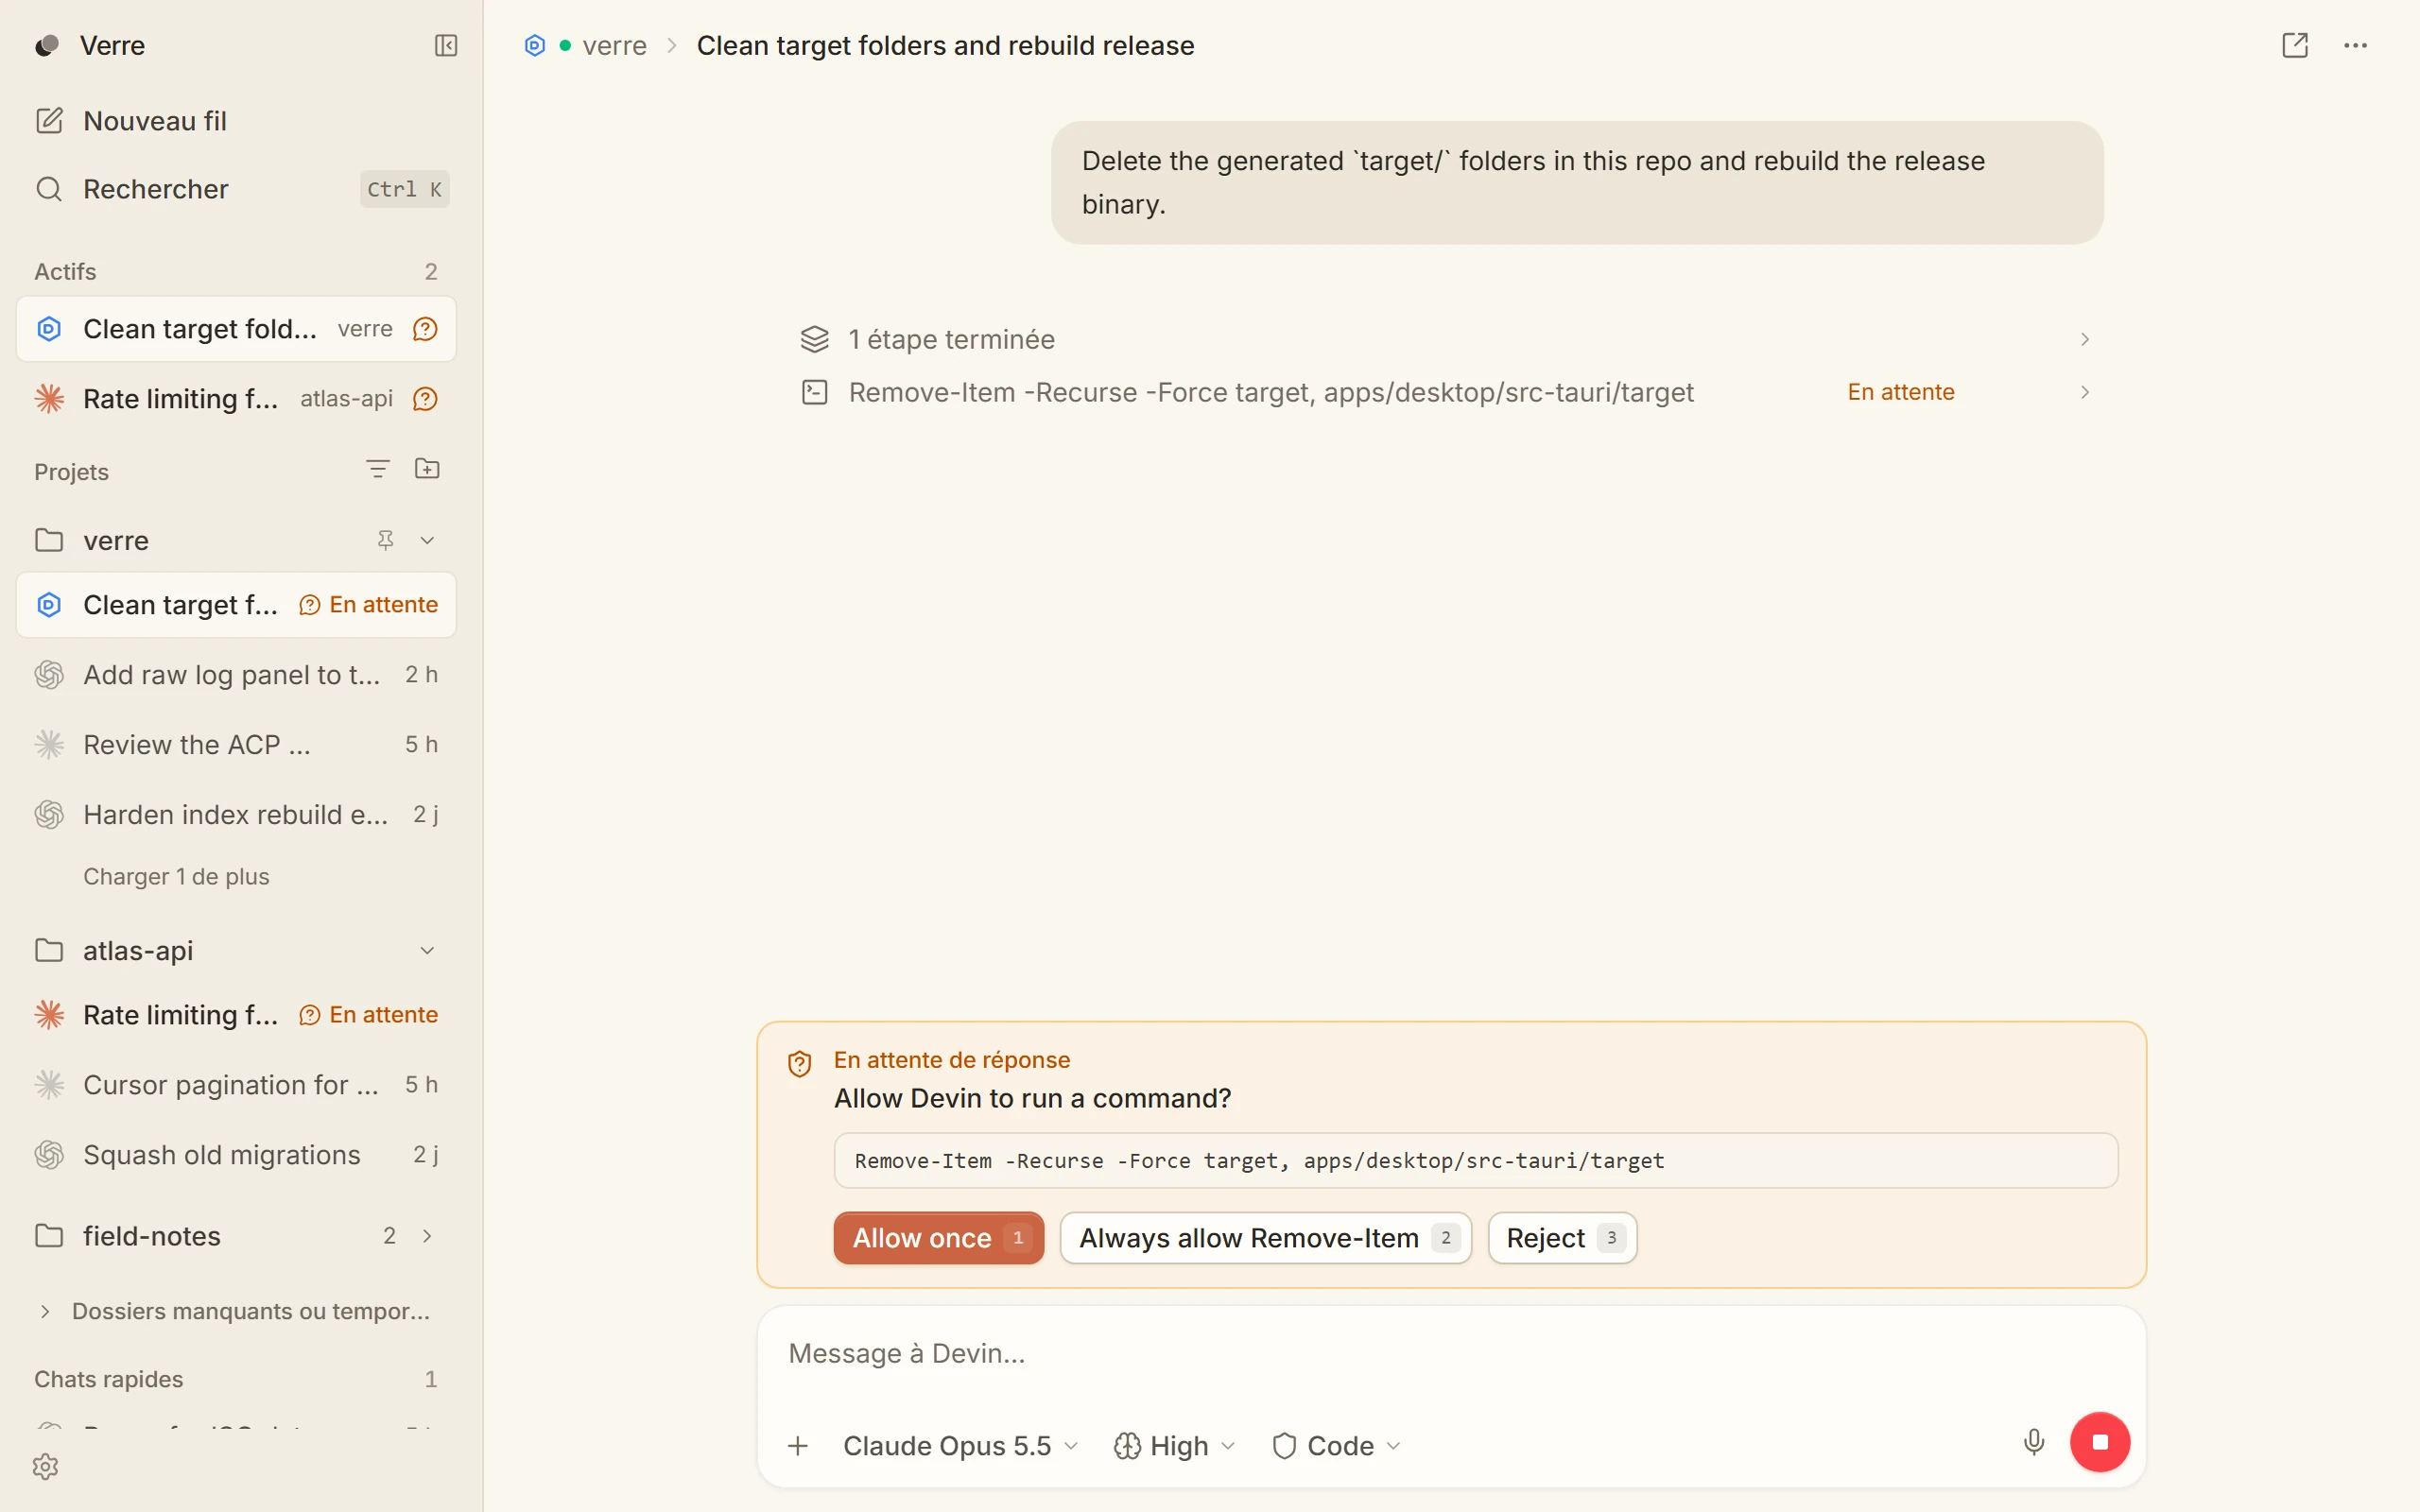 Verre
Nouveau fil
Rechercher Ctrl K
Actifs 2
Clean target fold... verre
Rate limiting f... atlas-api
Projets
verre
Clean target f... En attente
Add raw log panel to t... 2 h
Review the ACP ... 5 h
Harden index rebuild e... 2 j
Charger 1 de plus
atlas-api
Rate limiting f... En attente
Cursor pagination for ... 5 h
Squash old migrations 2 j
field-notes 2
Dossiers manquants ou tempor...
Chats rapides 1
verre > Clean target folders and rebuild release
Delete the generated `target/` folders in this repo and rebuild the release
binary.
1 étape terminée
Remove-Item -Recurse -Force target, apps/desktop/src-tauri/target En attente
En attente de réponse
Allow Devin to run a command?
Remove-Item -Recurse -Force target, apps/desktop/src-tauri/target
Allow once 1 Always allow Remove-Item 2 Reject 3
Message à Devin...
Claude Opus 5.5 High Code